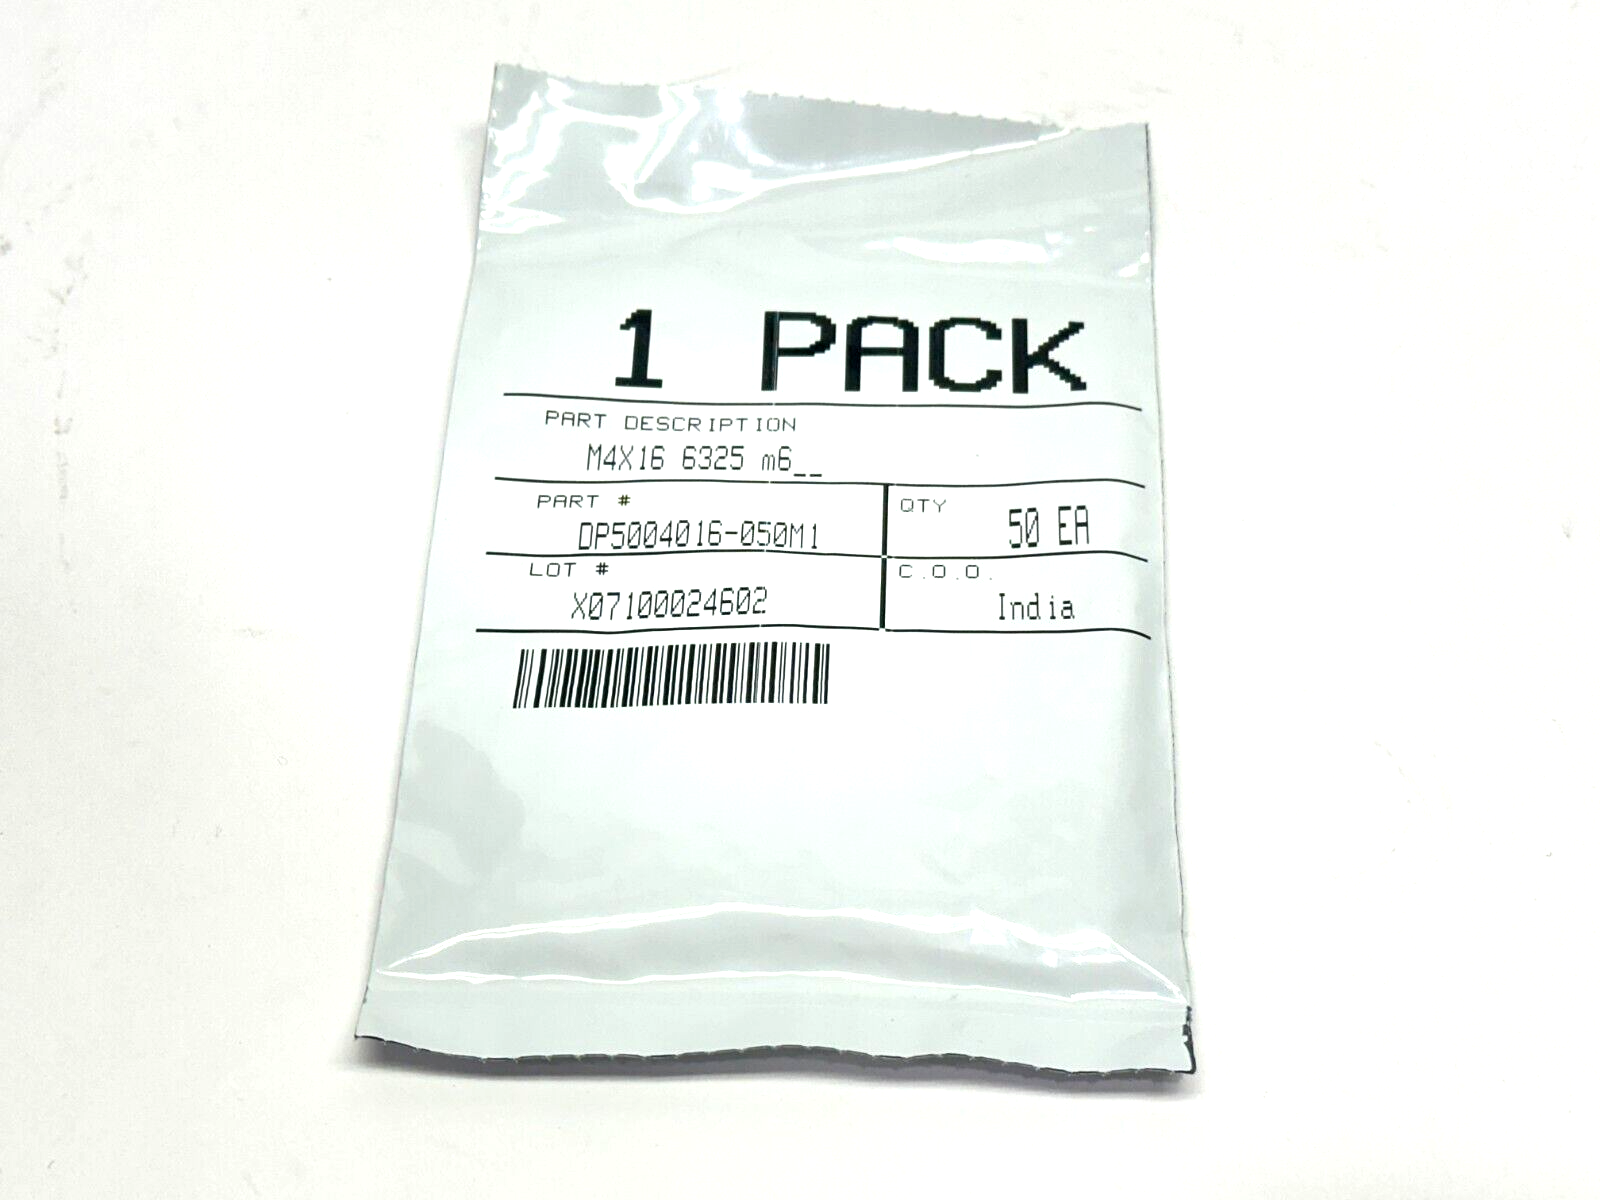 1 PACK
PART DESCRIPTION
M4X16 6325 m6__
PART #
DP5004016-050M1
QTY
50 EA
LOT #
X07100024602
C.O.O.
India